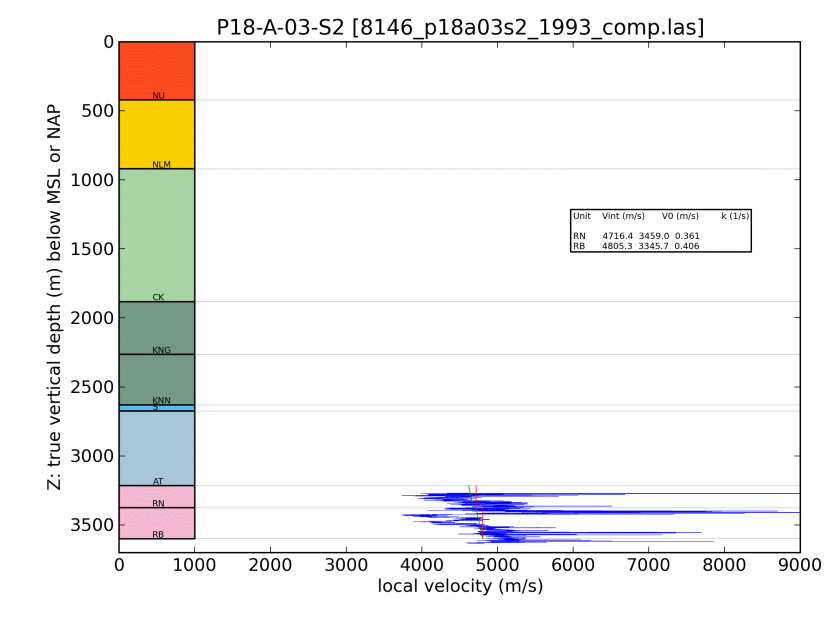 P18-A-03-S2 [8146_p18a03s2_1993_comp.las]
0
NU
500
NLM
1000
Unit Vint (m/s) V0 (m/s) k (1/s)
RN 4716.4 3459.0 0.361
RB 4805.3 3345.7 0.406
1500
CK
2000
KNG
2500
KNN
S
3000
AT
RN
3500
RB
Z: true vertical depth (m) below MSL or NAP
0 1000 2000 3000 4000 5000 6000 7000 8000 9000
local velocity (m/s)